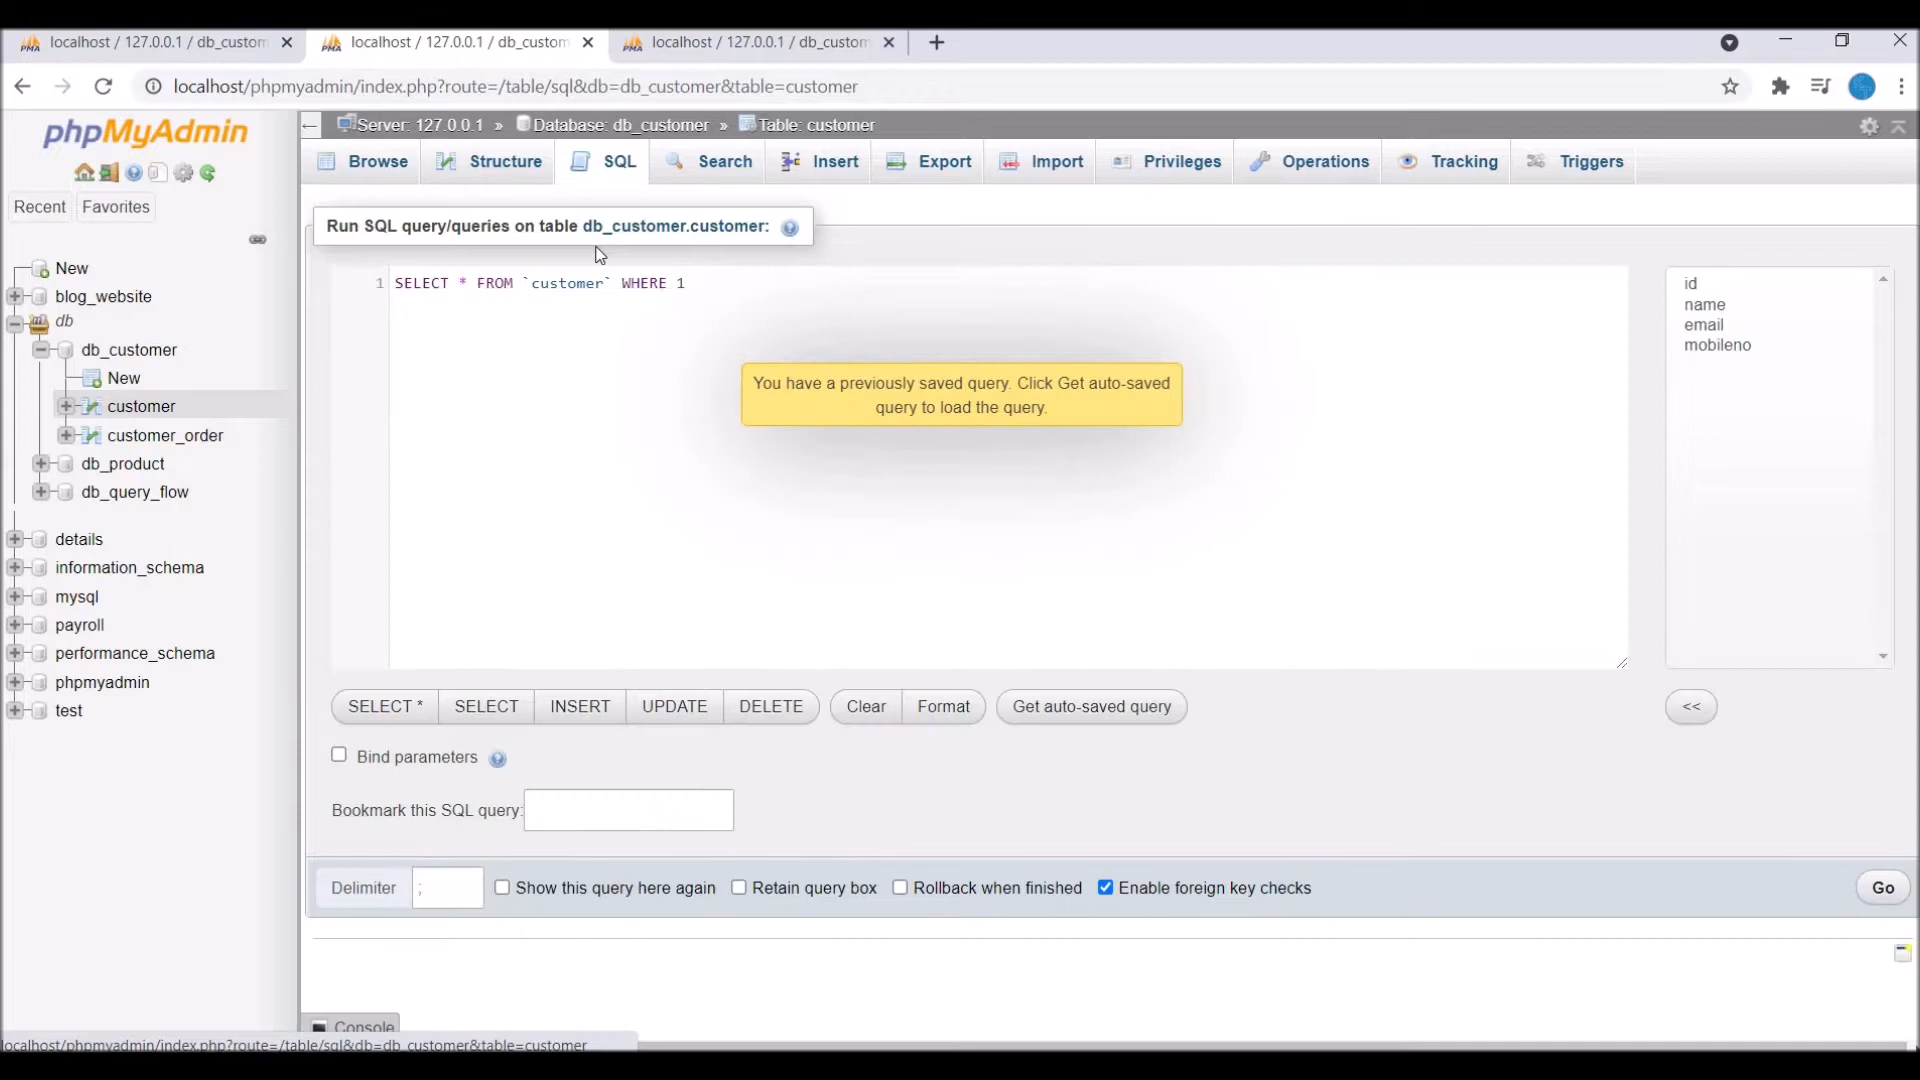 localhost / 127.0.0.1 / db_custom
localhost / 127.0.0.1 / db_custom
localhost / 127.0.0.1 / db_custom
localhost/phpmyadmin/index.php?route=/table/sql&db=db_customer&table=customer
phpMyAdmin
Recent
Favorites
New
blog_website
db
db_customer
New
customer
customer_order
db_product
db_query_flow
details
information_schema
mysql
payroll
performance_schema
phpmyadmin
test
Server: 127.0.0.1 » Database: db_customer » Table: customer
Browse
Structure
SQL
Search
Insert
Export
Import
Privileges
Operations
Tracking
Triggers
Run SQL query/queries on table db_customer.customer:
1 SELECT * FROM `customer` WHERE 1
You have a previously saved query. Click Get auto-saved
query to load the query.
id
name
email
mobileno
SELECT *
SELECT
INSERT
UPDATE
DELETE
Clear
Format
Get auto-saved query
<<
Bind parameters
Bookmark this SQL query:
Delimiter
;
Show this query here again
Retain query box
Rollback when finished
Enable foreign key checks
Go
Console
localhost/phpmyadmin/index.php?route=/table/sql&db=db_customer&table=customer